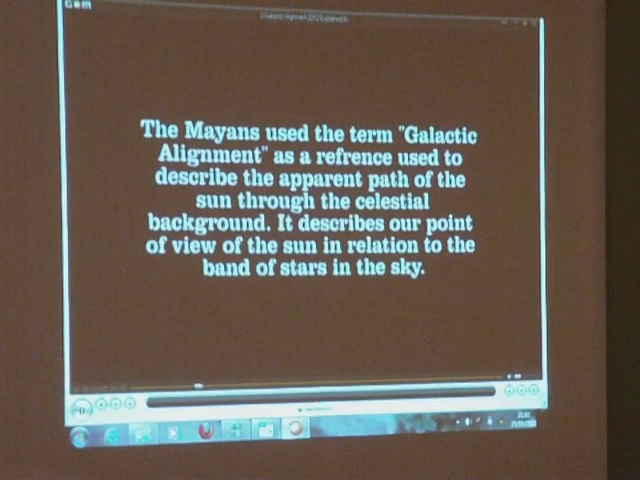 GOM
The Mayans used the term "Galactic
Alignment" as a refrence used to
describe the apparent path of the
sun through the celestial
background. It describes our point
of view of the sun in relation to the
band of stars in the sky.